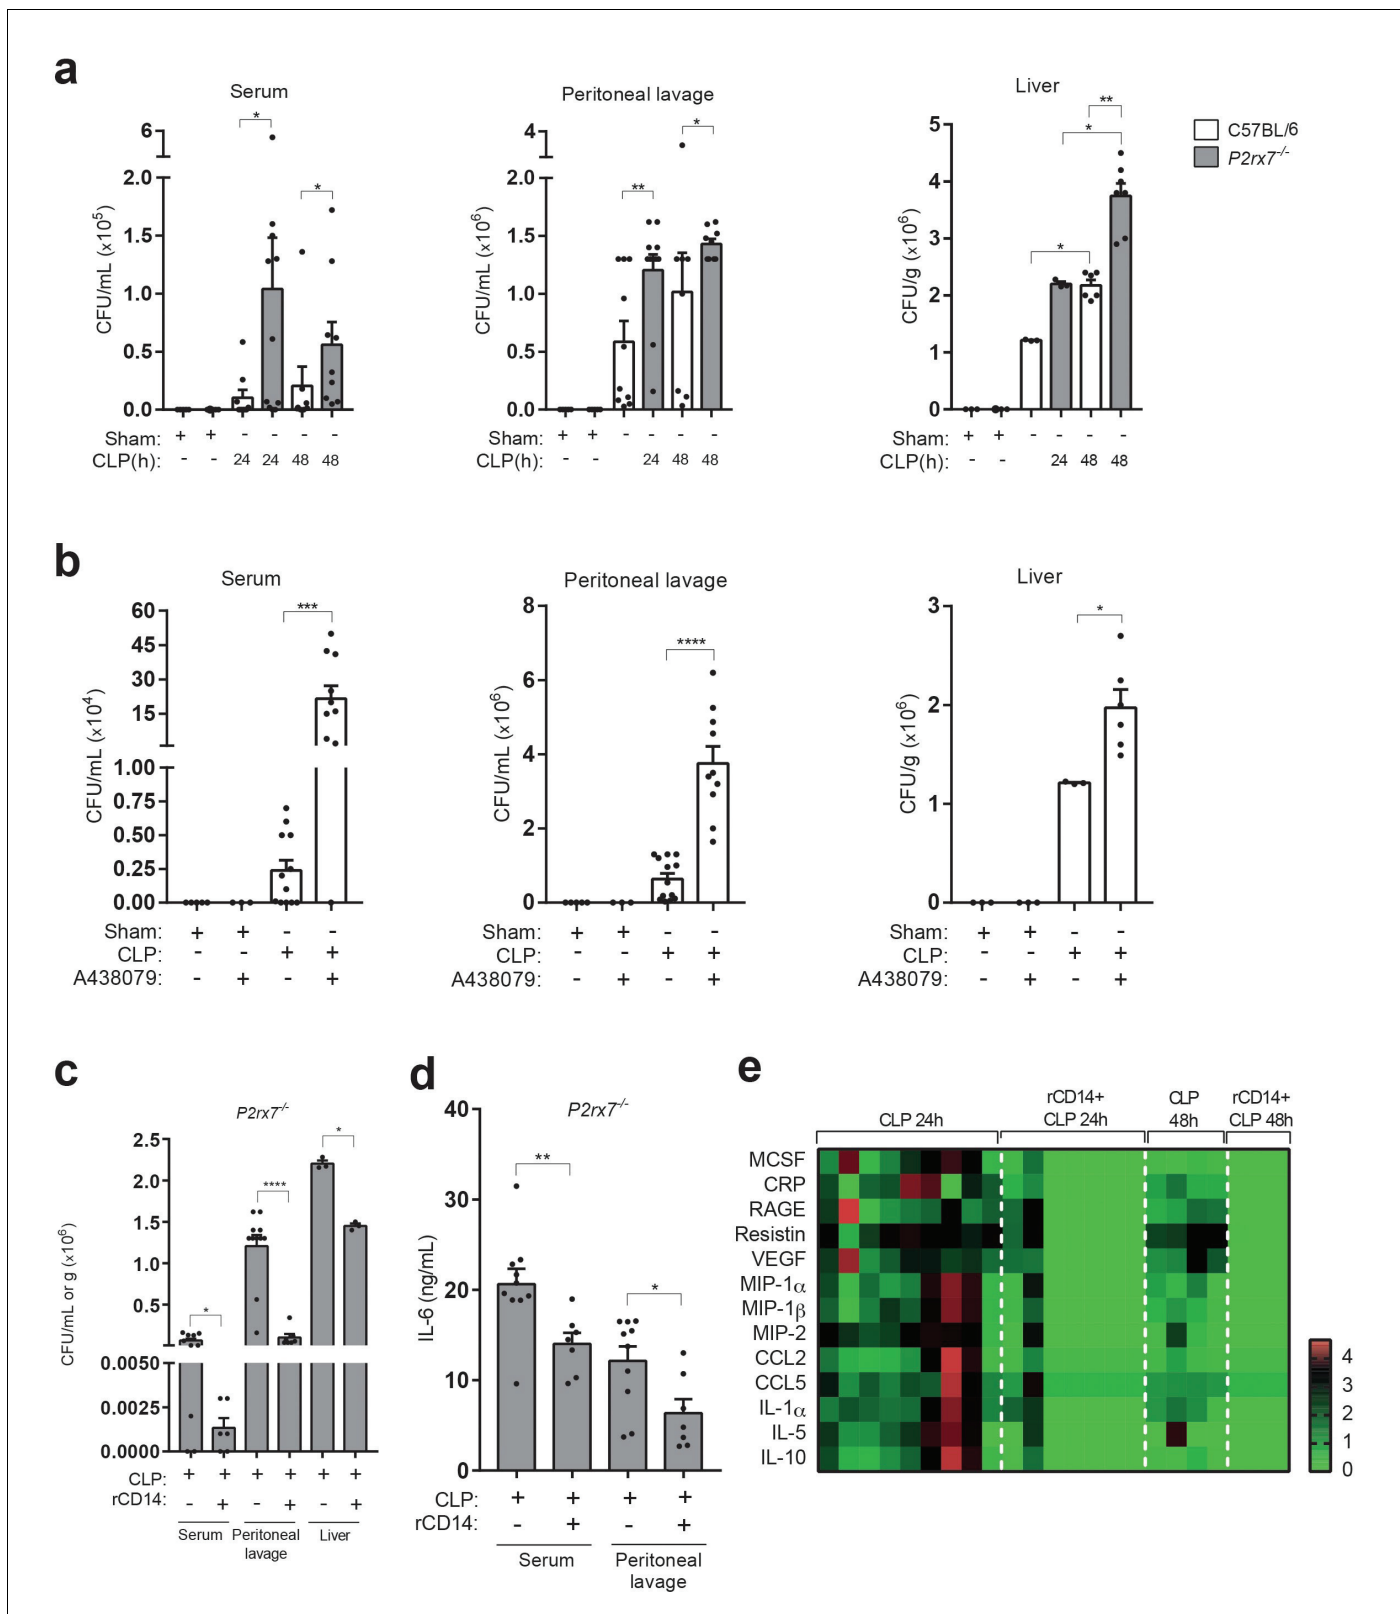 a
Serum
Peritoneal lavage
Liver
C57BL/6
P2rx7-/-
* *
** *
* * **
CFU/mL (x10^5)
6
2.0
1.5
1.0
0.5
0.0
CFU/mL (x10^6)
4
2.0
1.5
1.0
0.5
0.0
CFU/g (x10^6)
5
4
3
2
1
0
Sham: + + - - - -
CLP(h): - - 24 24 48 48
Sham: + + - - - -
CLP(h): - - 24 48 48
Sham: + + - - - -
CLP(h): - - 24 48 48
b
Serum
Peritoneal lavage
Liver
***
****
*
CFU/mL (x10^4)
60
45
30
15
1.00
0.75
0.50
0.25
0.00
CFU/mL (x10^6)
8
6
4
2
0
CFU/g (x10^6)
3
2
1
0
Sham: + + - -
CLP: - - + +
A438079: - + - +
Sham: + + - -
CLP: - - + +
A438079: - + - +
Sham: + + - -
CLP: - - + +
A438079: - + - +
c
P2rx7-/-
* **** *
CFU/mL or g (x10^6)
2.5
2.0
1.5
1.0
0.5
0.0050
0.0025
0.0000
CLP: + + + + + +
rCD14: - + - + - +
Serum Peritoneal Liver
lavage
d
P2rx7-/-
** *
IL-6 (ng/mL)
40
30
20
10
0
CLP: + + + +
rCD14: - + - +
Serum Peritoneal
lavage
e
CLP 24h
rCD14+
CLP 24h
CLP
48h
rCD14+
CLP 48h
MCSF
CRP
RAGE
Resistin
VEGF
MIP-1α
MIP-1β
MIP-2
CCL2
CCL5
IL-1α
IL-5
IL-10
4
3
2
1
0